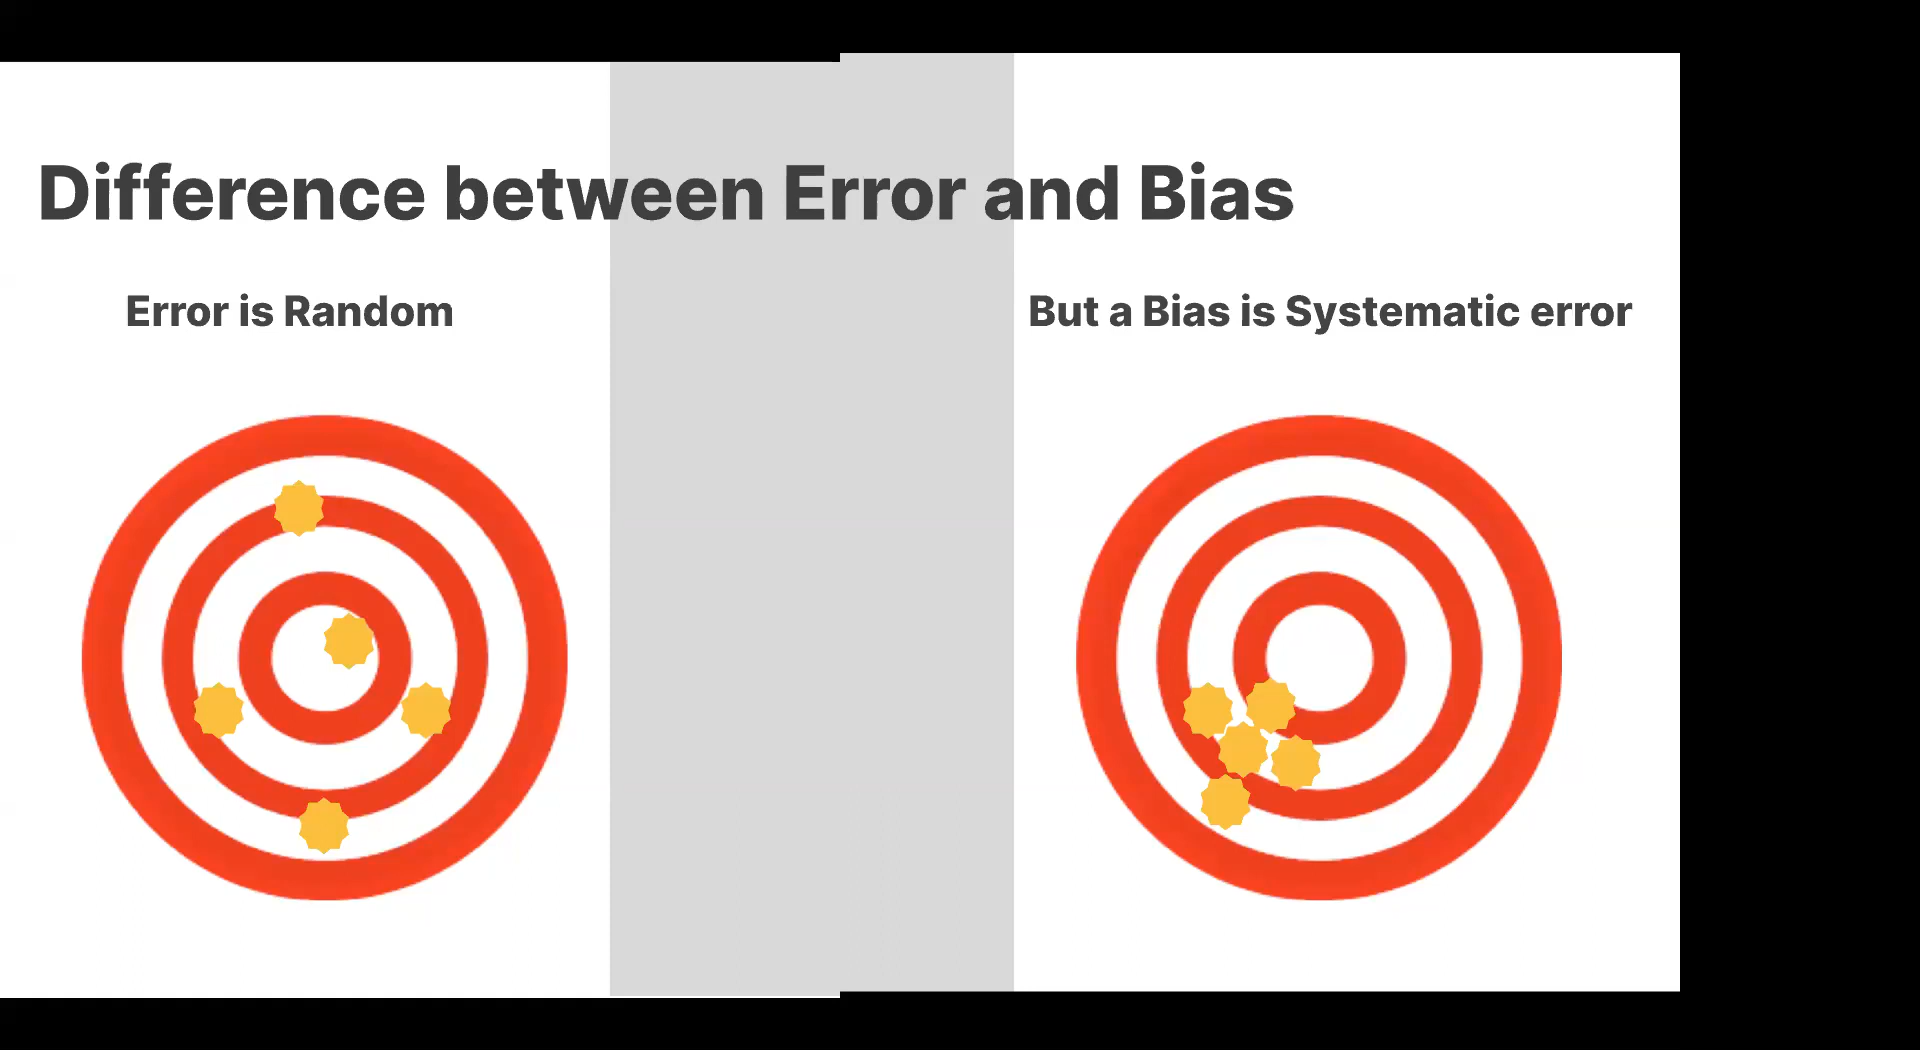 Difference between Error and Bias
Error is Random
But a Bias is Systematic error